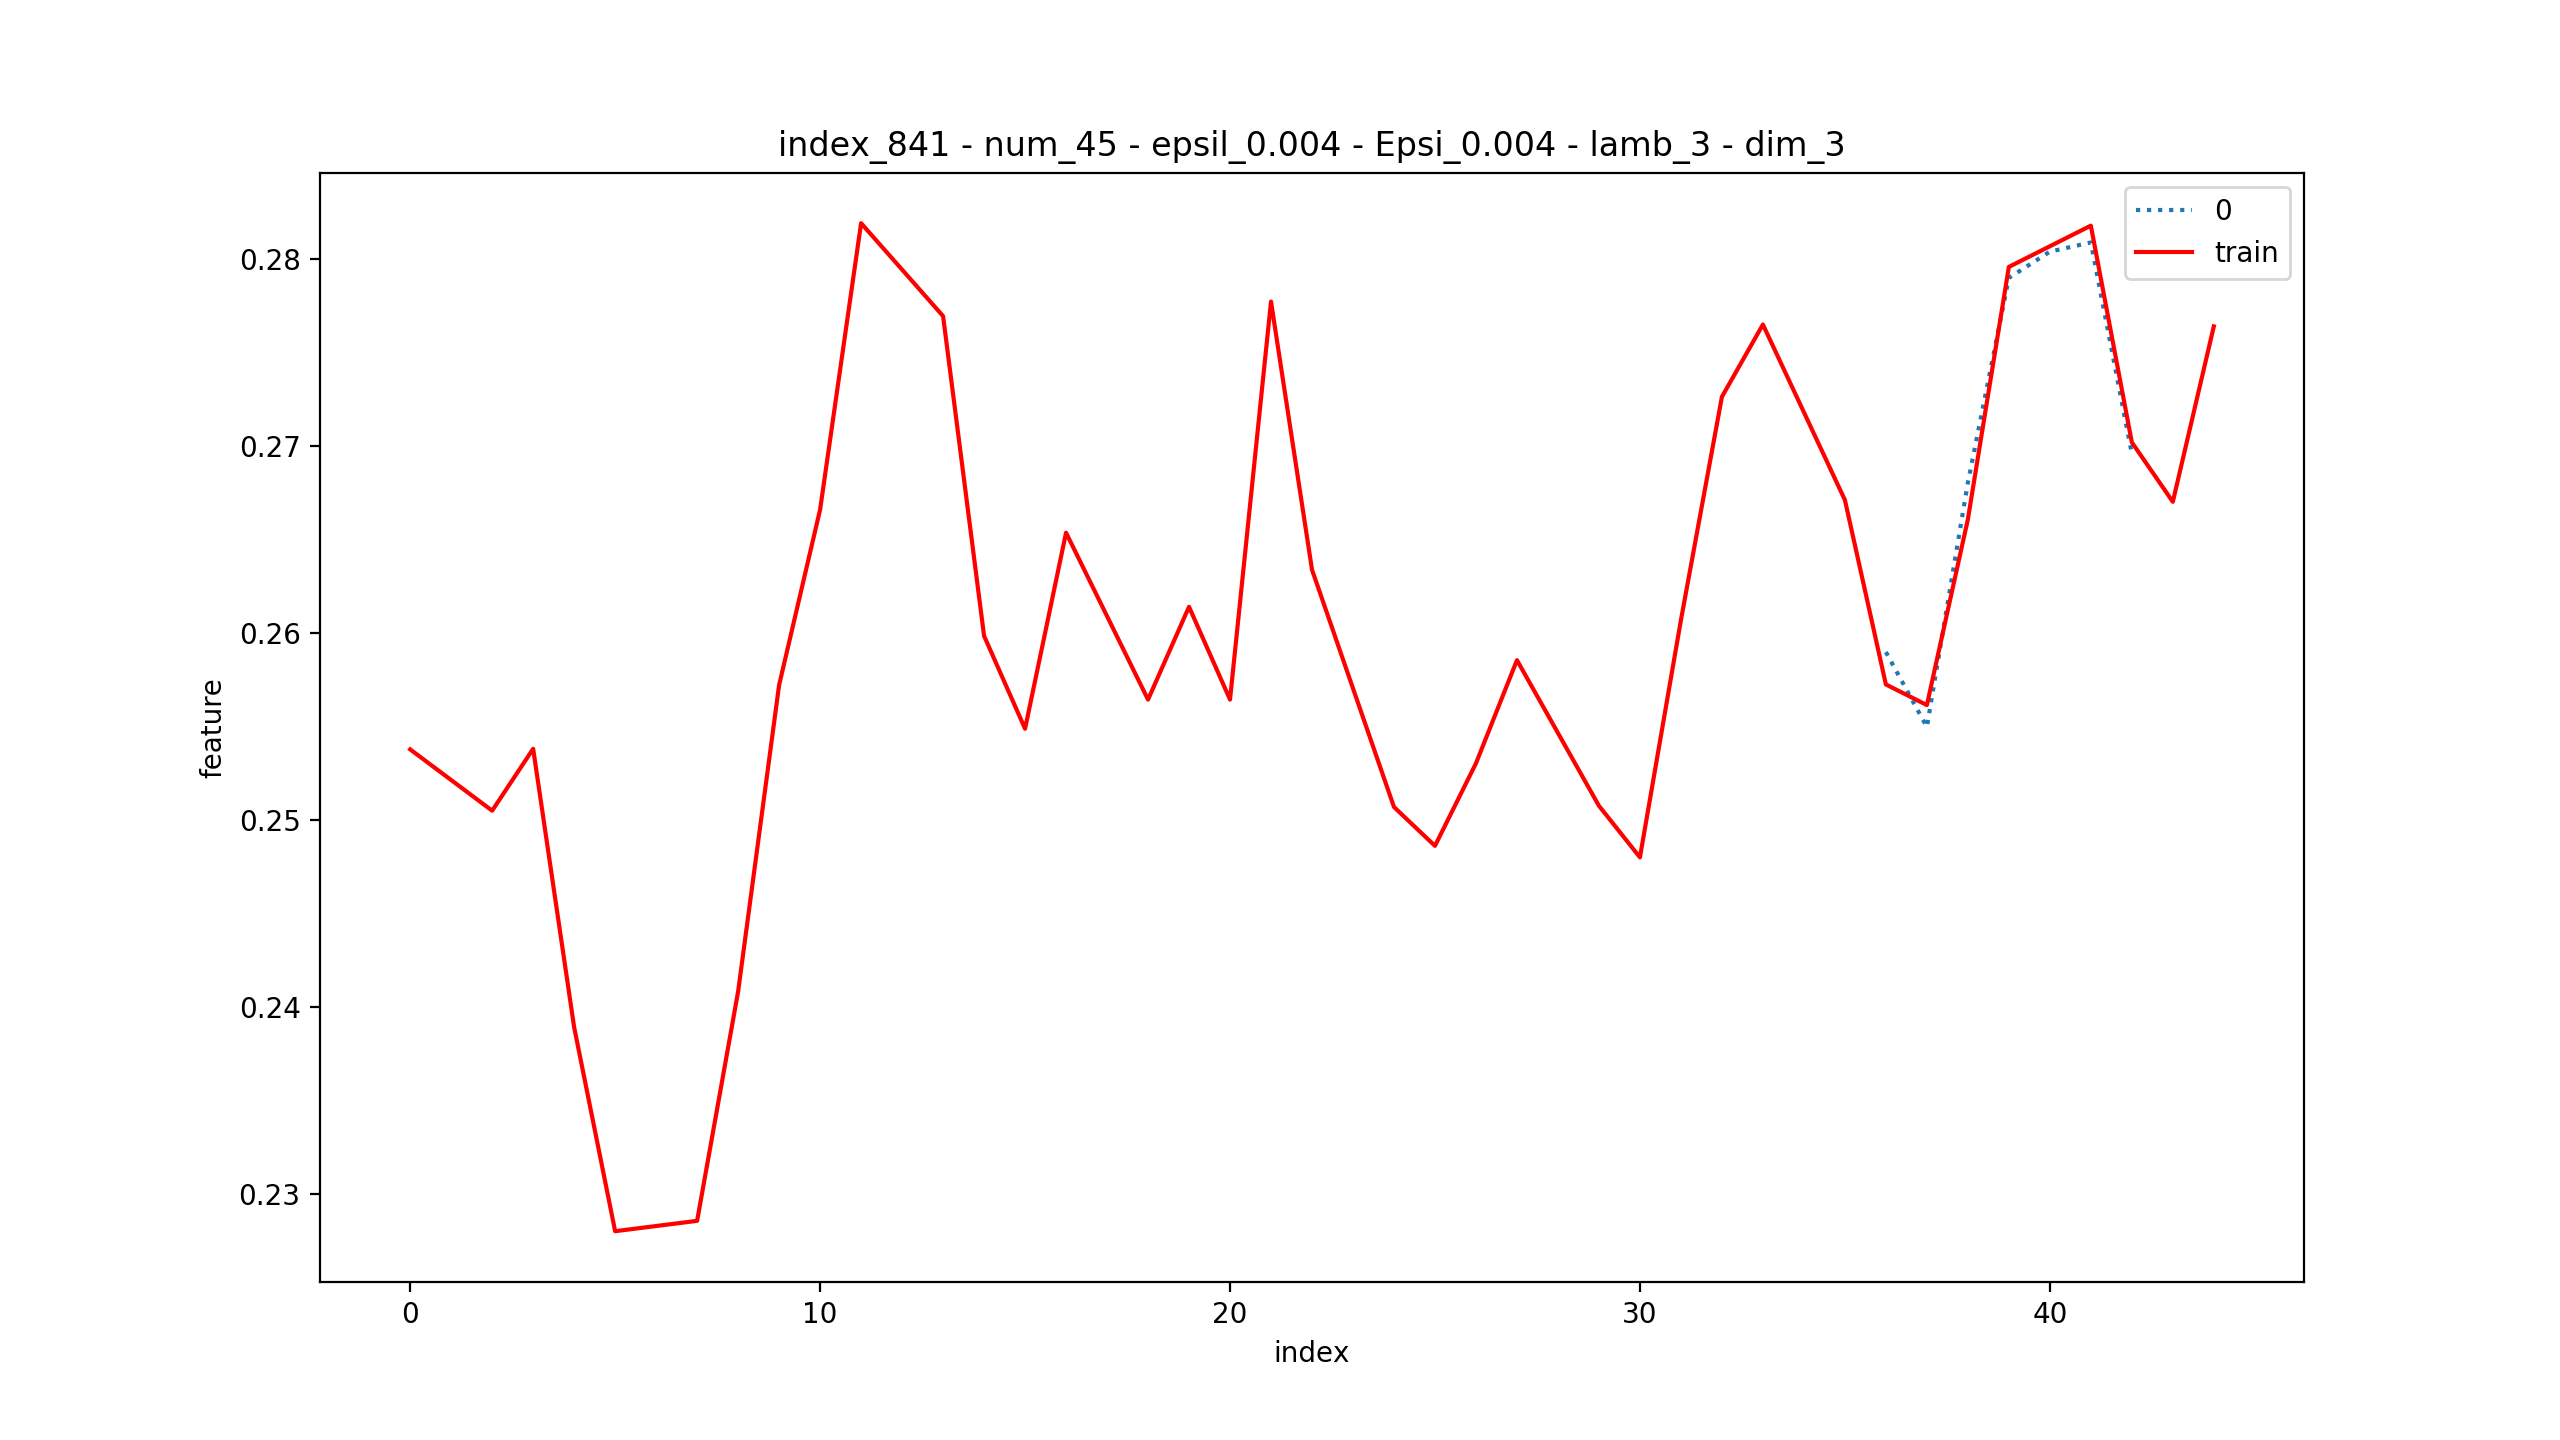 index_841 - num_45 - epsil_0.004 - Epsi_0.004 - lamb_3 - dim_3
0
train
0.28
0.27
0.26
0.25
0.24
0.23
feature
0 10 20 30 40
index